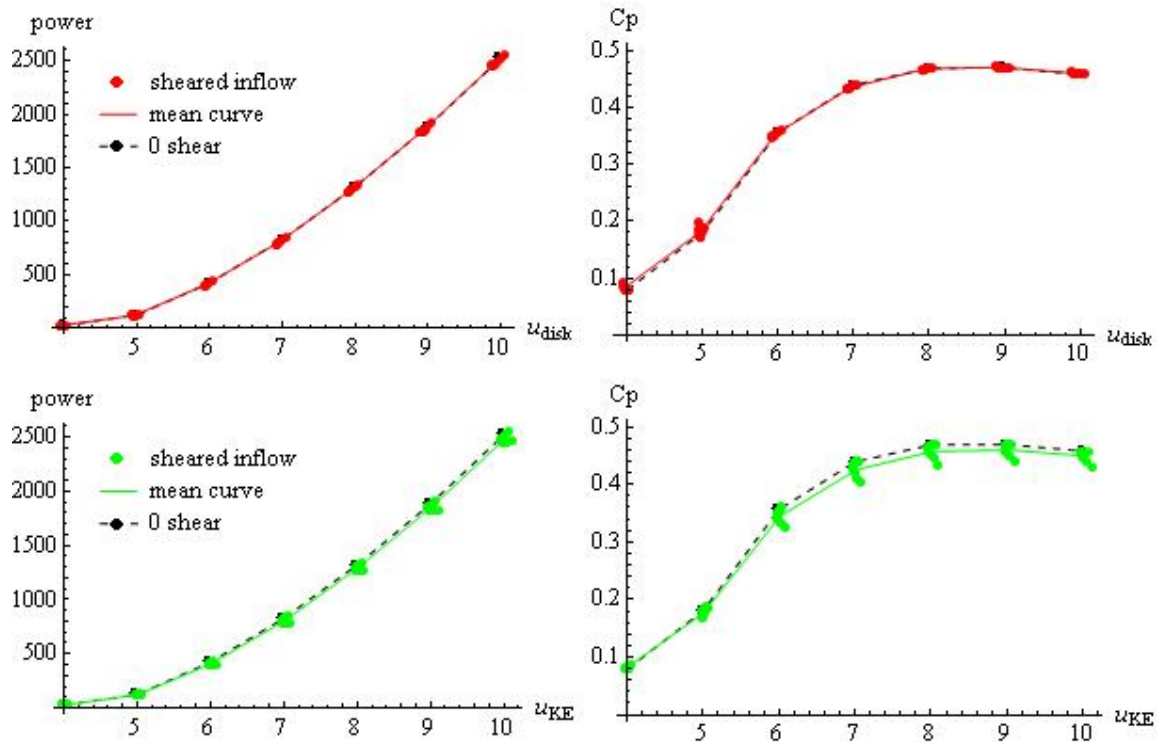 power
2500
2000
1500
1000
500
sheared inflow
mean curve
0 shear
5 6 7 8 9 10
u_disk
Cp
0.5
0.4
0.3
0.2
0.1
5 6 7 8 9 10
u_disk
power
2500
2000
1500
1000
500
sheared inflow
mean curve
0 shear
5 6 7 8 9 10
u_KE
Cp
0.5
0.4
0.3
0.2
0.1
5 6 7 8 9 10
u_KE